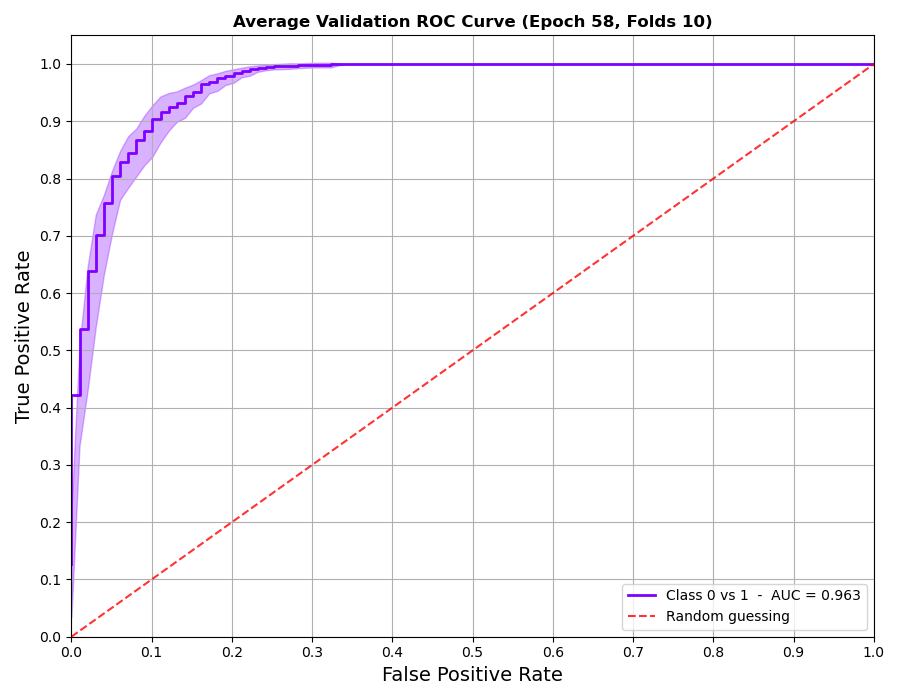 Average Validation ROC Curve (Epoch 58, Folds 10)
True Positive Rate
1.0
0.9
0.8
0.7
0.6
0.5
0.4
0.3
0.2
0.1
0.0
Class 0 vs 1 - AUC = 0.963
Random guessing
0.0 0.1 0.2 0.3 0.4 0.5 0.6 0.7 0.8 0.9 1.0
False Positive Rate